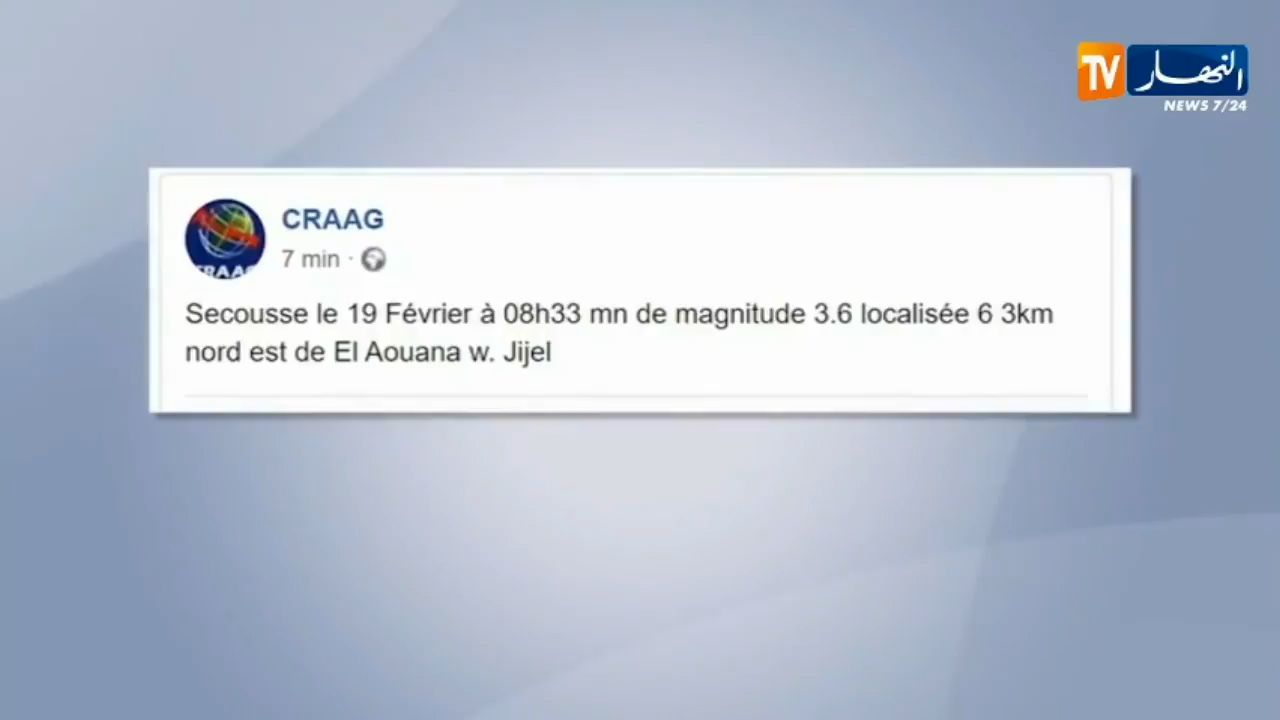 TV النهار
NEWS 7/24
CRAAG
7 min ·
CRAAG
Secousse le 19 Février à 08h33 mn de magnitude 3.6 localisée 6 3km
nord est de El Aouana w. Jijel